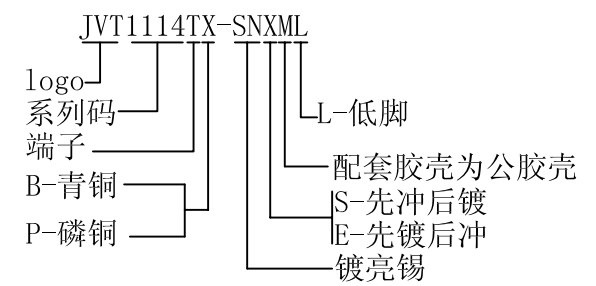 JVT1114TX-SNXML
logo
系列码
L-低脚
端子
配套胶壳为公胶壳
B-青铜
S-先冲后镀
P-磷铜
E-先镀后冲
镀亮锡